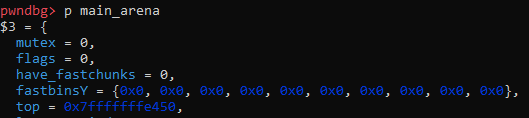 pwndbg> p main_arena
$3 = {
  mutex = 0,
  flags = 0,
  have_fastchunks = 0,
  fastbinsY = {0x0, 0x0, 0x0, 0x0, 0x0, 0x0, 0x0, 0x0, 0x0, 0x0},
  top = 0x7fffffffe450,